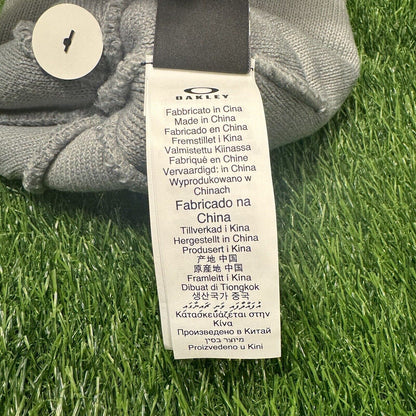 OAKLEY
Fabbricato in Cina
Made in China
Fabricado en China
Fremstillet i Kina
Valmistettu Kiinassa
Fabriqué en Chine
Vervaardigd: in China
Wyprodukowano w
Chinach
Fabricado na
China
Tillverkad i Kina
Hergestellt in China
Produsert i Kina
产地 中国
原産地 中国
Framleitt í Kína
Dibuat di Tiongkok
생산국가 중국
Κατασκευάζεται στην
Κίνα
Произведено в Китай
מיוצר בסין
Proizvedeno u Kini